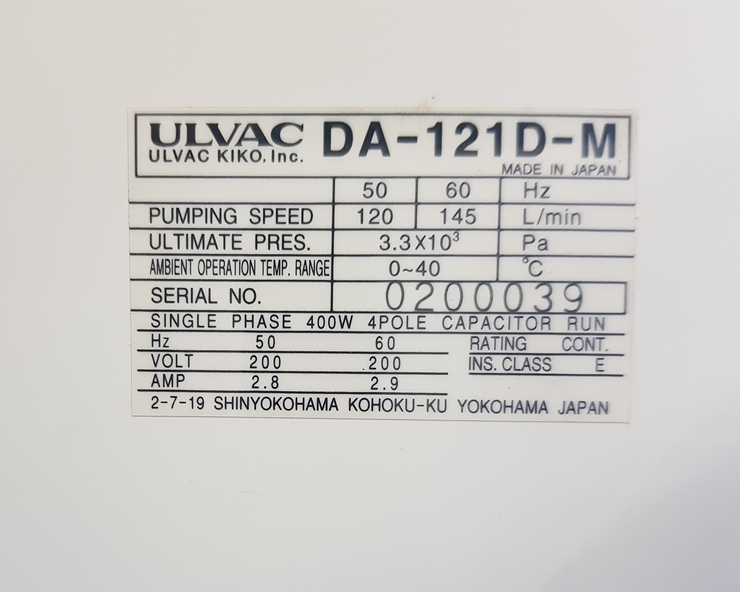 ULVAC DA-121D-M
ULVAC KIKO, Inc.
MADE IN JAPAN
50 60 Hz
PUMPING SPEED 120 145 L/min
ULTIMATE PRES. 3.3X10³ Pa
AMBIENT OPERATION TEMP. RANGE 0~40 °C
SERIAL NO. 0200039
SINGLE PHASE 400W 4POLE CAPACITOR RUN
Hz 50 60 RATING CONT.
VOLT 200 200 INS. CLASS E
AMP 2.8 2.9
2-7-19 SHINYOKOHAMA KOHOKU-KU YOKOHAMA JAPAN